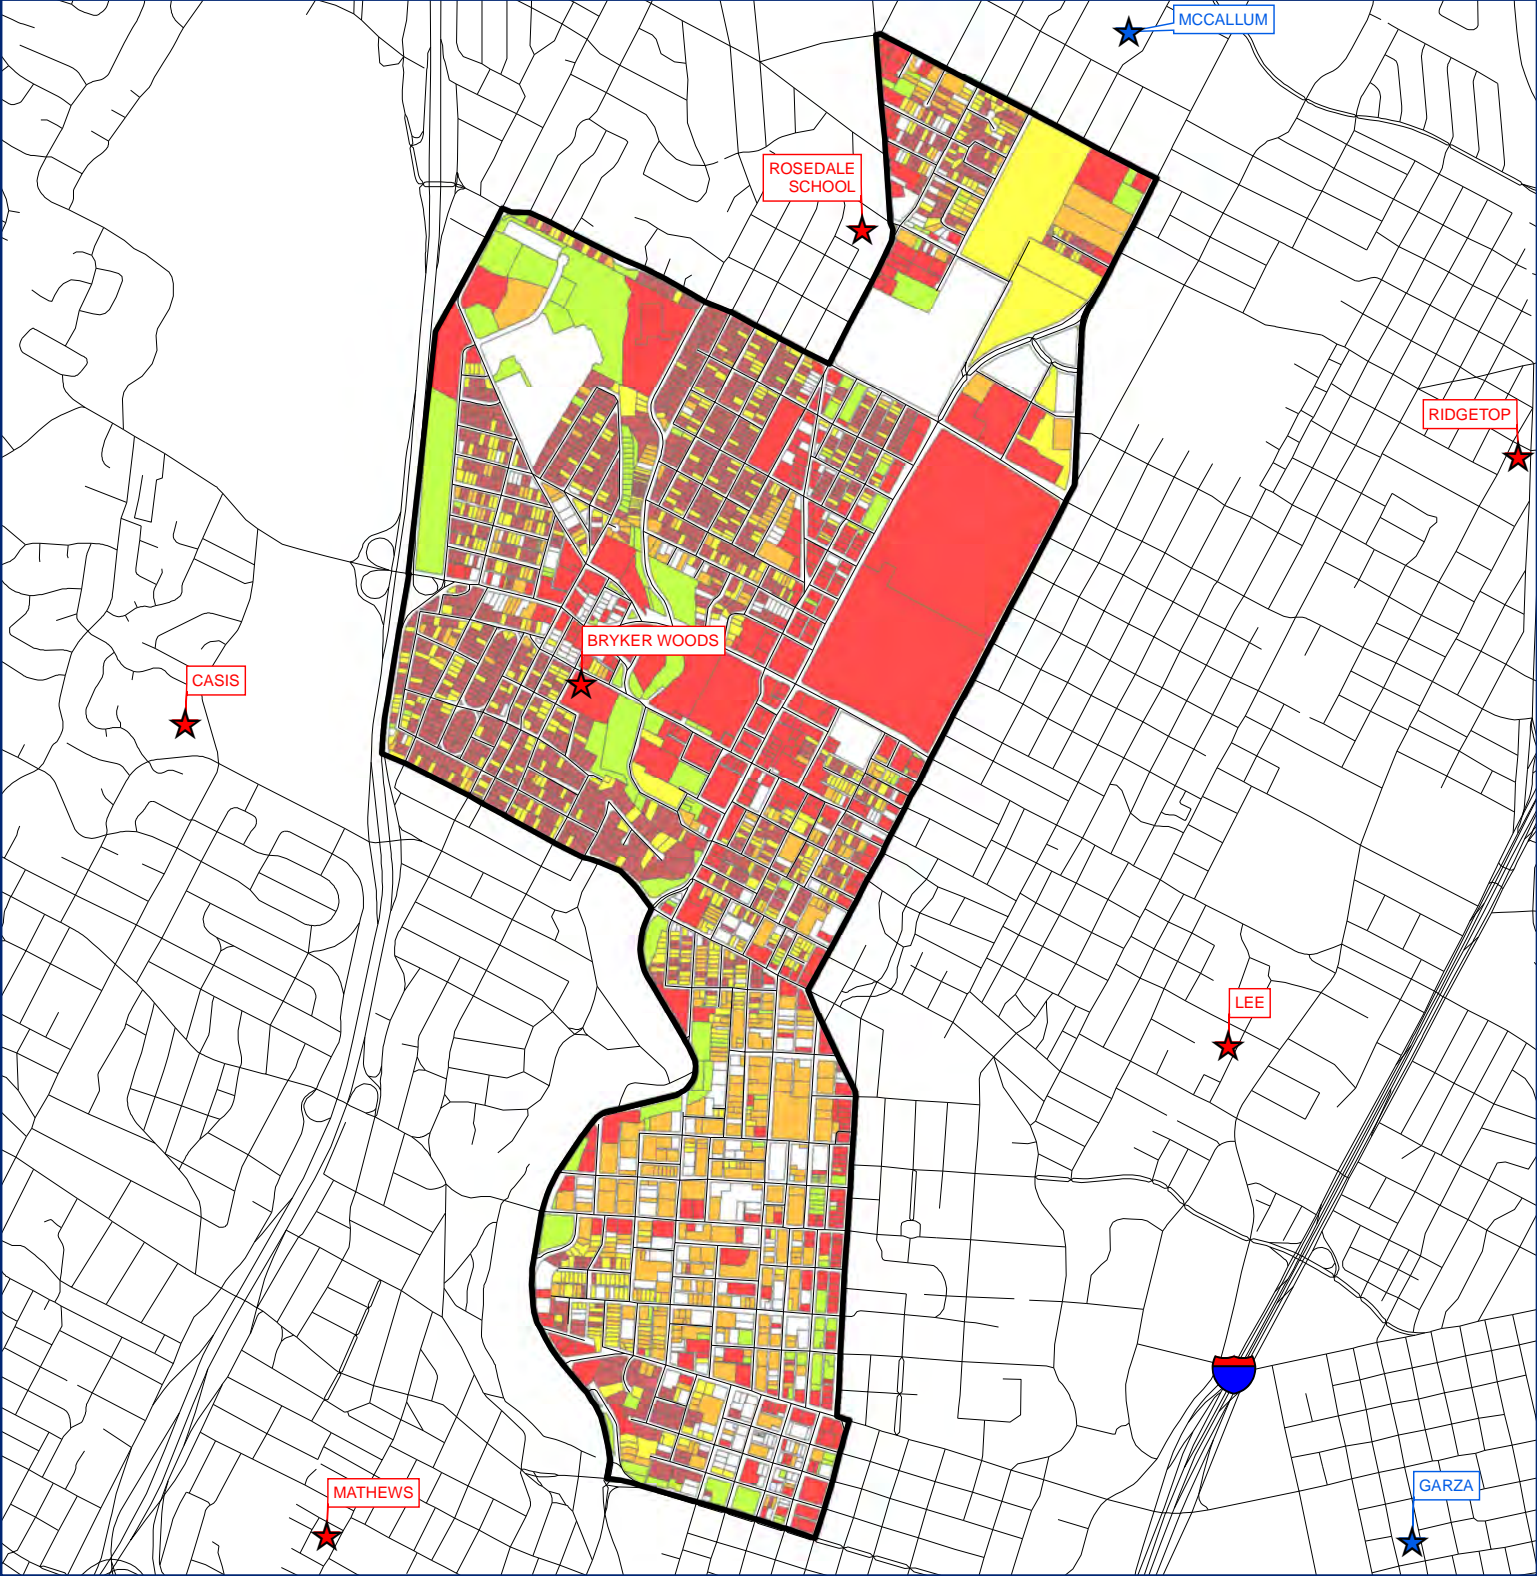 MCCALLUM
ROSEDALE
SCHOOL
RIDGETOP
BRYKER WOODS
CASIS
LEE
MATHEWS
GARZA